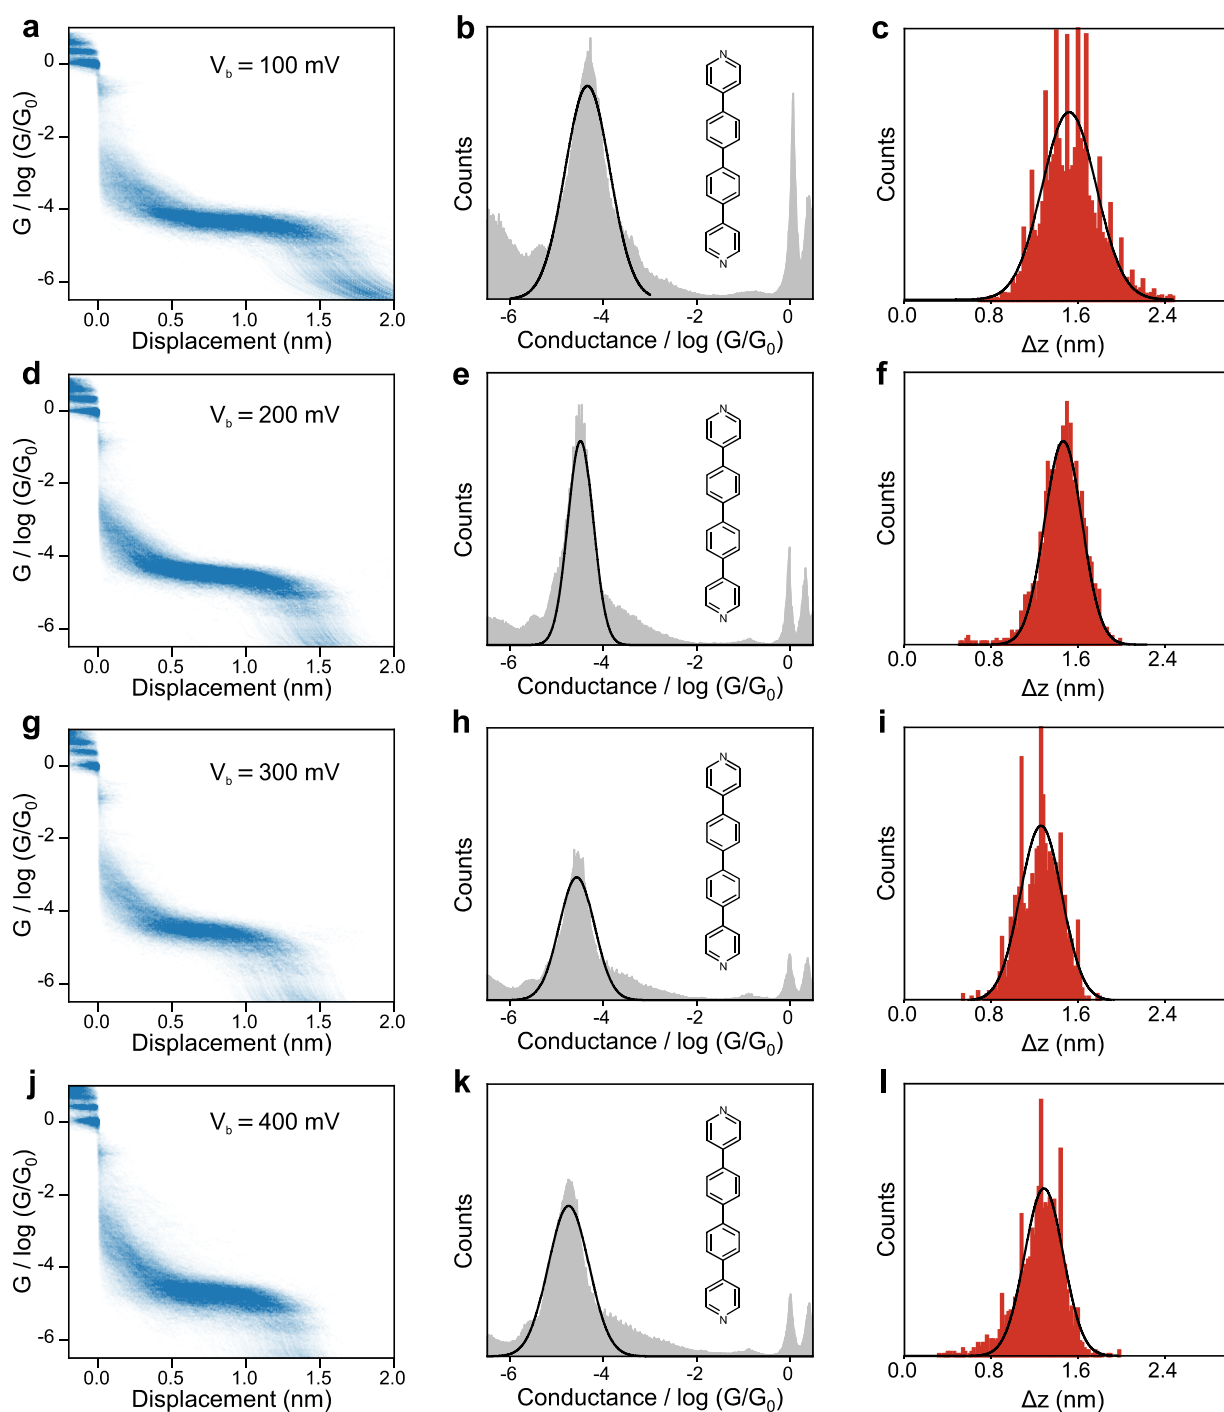 a
V_b = 100 mV
G / log (G/G_0)
0
-2
-4
-6
0.0 0.5 1.0 1.5 2.0
Displacement (nm)
b
N
N
Counts
-6 -4 -2 0
Conductance / log (G/G_0)
c
Counts
0.0 0.8 1.6 2.4
Δz (nm)
d
V_b = 200 mV
G / log (G/G_0)
0
-2
-4
-6
0.0 0.5 1.0 1.5 2.0
Displacement (nm)
e
N
N
Counts
-6 -4 -2 0
Conductance / log (G/G_0)
f
Counts
0.0 0.8 1.6 2.4
Δz (nm)
g
V_b = 300 mV
G / log (G/G_0)
0
-2
-4
-6
0.0 0.5 1.0 1.5 2.0
Displacement (nm)
h
N
N
Counts
-6 -4 -2 0
Conductance / log (G/G_0)
i
Counts
0.0 0.8 1.6 2.4
Δz (nm)
j
V_b = 400 mV
G / log (G/G_0)
0
-2
-4
-6
0.0 0.5 1.0 1.5 2.0
Displacement (nm)
k
N
N
Counts
-6 -4 -2 0
Conductance / log (G/G_0)
l
Counts
0.0 0.8 1.6 2.4
Δz (nm)